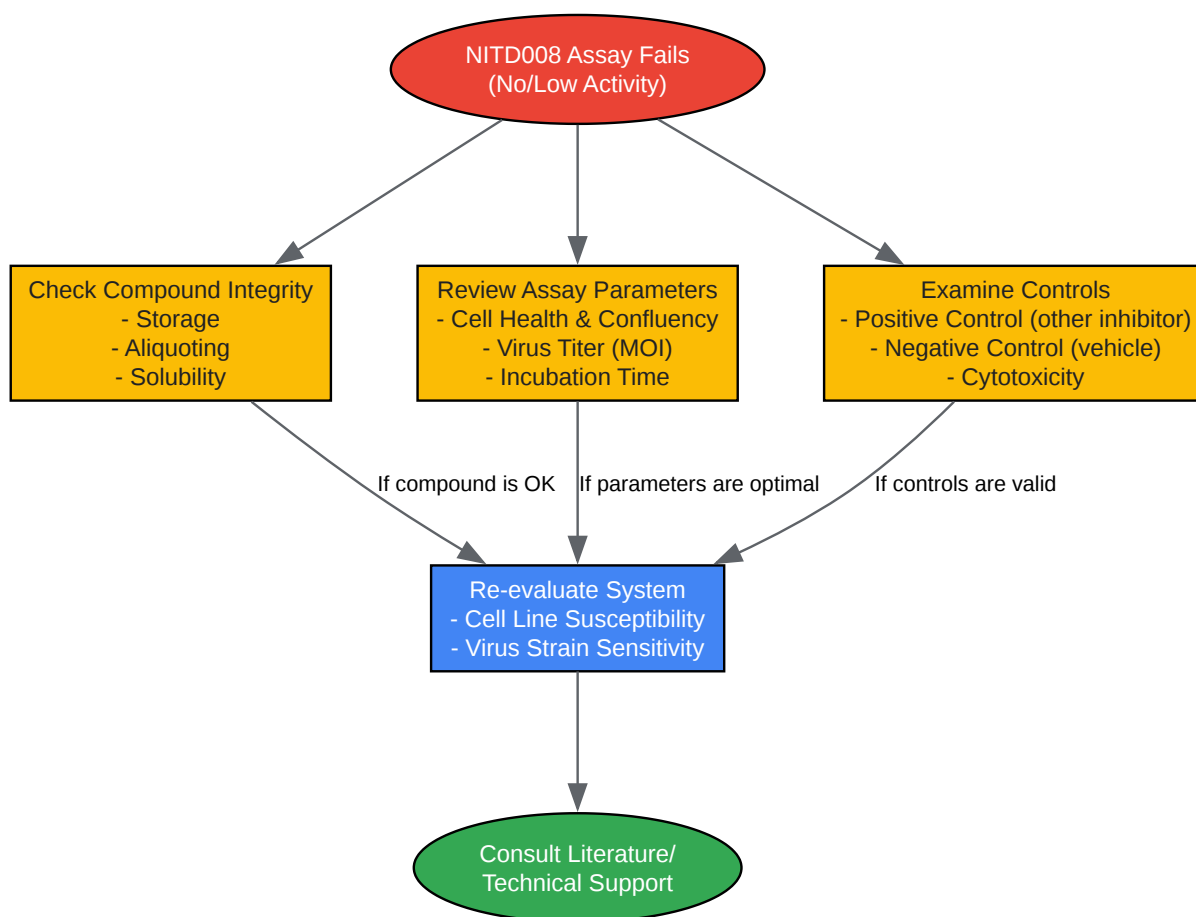 NITD008 Assay Fails
(No/Low Activity)
Check Compound Integrity
- Storage
- Aliquoting
- Solubility
Review Assay Parameters
- Cell Health & Confluency
- Virus Titer (MOI)
- Incubation Time
Examine Controls
- Positive Control (other inhibitor)
- Negative Control (vehicle)
- Cytotoxicity
If compound is OK
If parameters are optimal
If controls are valid
Re-evaluate System
- Cell Line Susceptibility
- Virus Strain Sensitivity
Consult Literature/
Technical Support